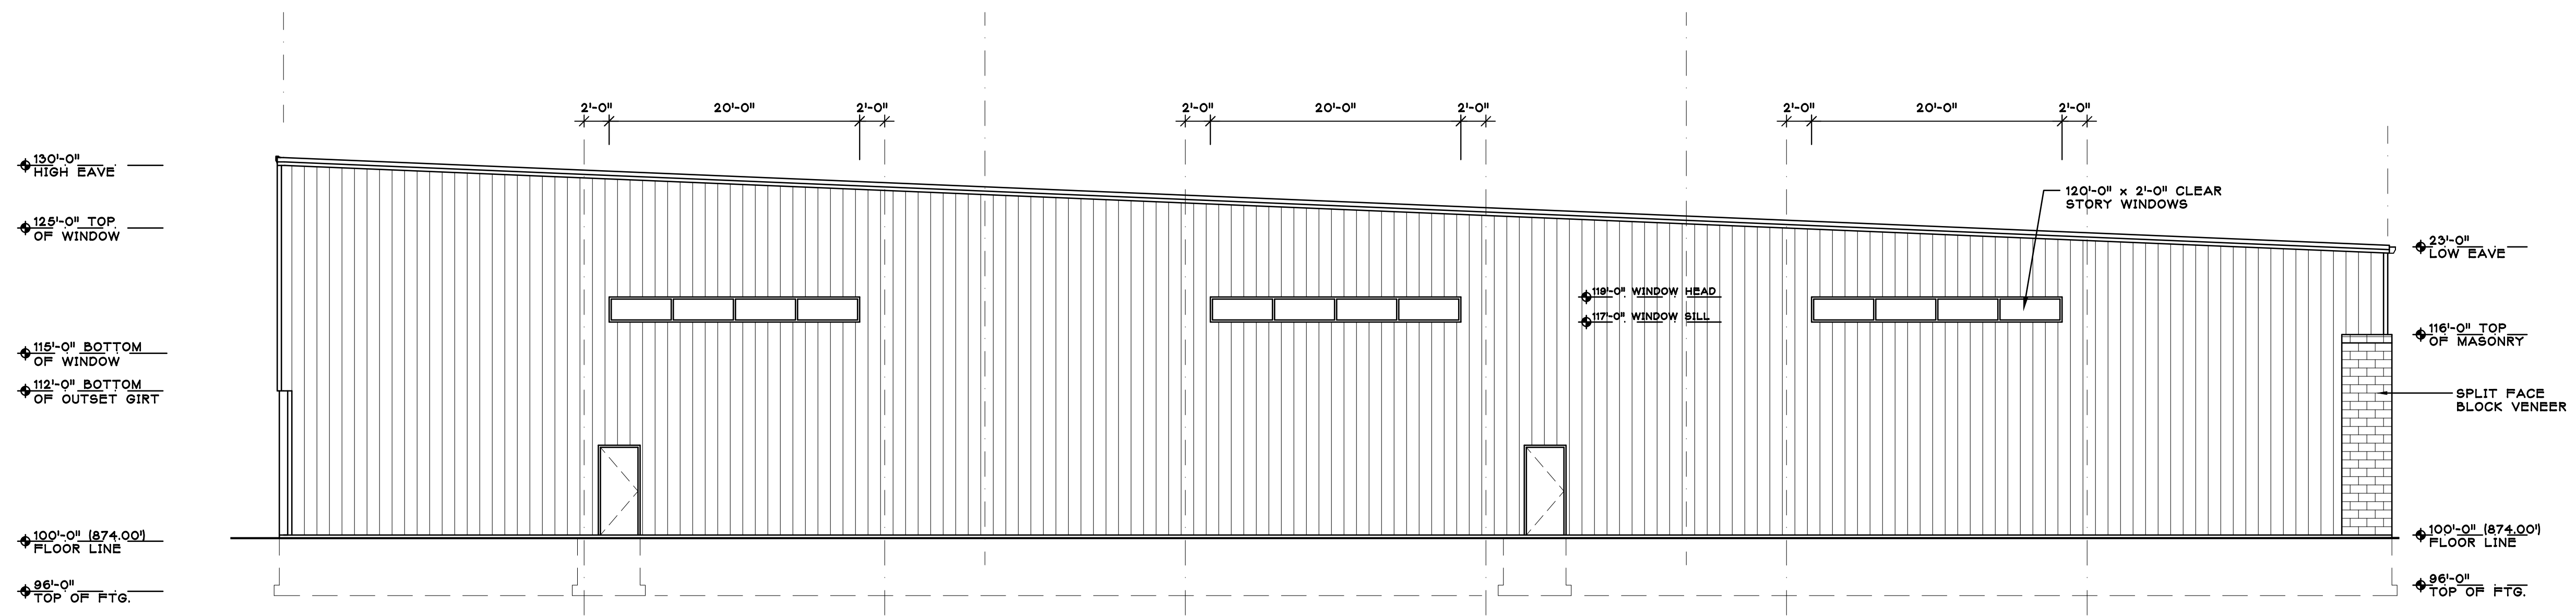 2'-0" 20'-0" 2'-0" 2'-0" 20'-0" 2'-0" 2'-0" 20'-0" 2'-0"
130'-0"
HIGH EAVE
125'-0" TOP
OF WINDOW
115'-0" BOTTOM
OF WINDOW
112'-0" BOTTOM
OF OUTSET GIRT
100'-0" (874.00')
FLOOR LINE
96'-0"
TOP OF FTG.
119'-0" WINDOW HEAD
117'-0" WINDOW SILL
120'-0" x 2'-0" CLEAR
STORY WINDOWS
23'-0"
LOW EAVE
116'-0" TOP
OF MASONRY
SPLIT FACE
BLOCK VENEER
100'-0" (874.00')
FLOOR LINE
96'-0"
TOP OF FTG.